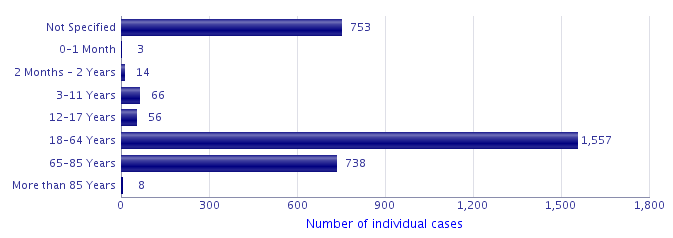 Not Specified 753
0-1 Month 3
2 Months - 2 Years 14
3-11 Years 66
12-17 Years 56
18-64 Years 1,557
65-85 Years 738
More than 85 Years 8
0 300 600 900 1,200 1,500 1,800
Number of individual cases